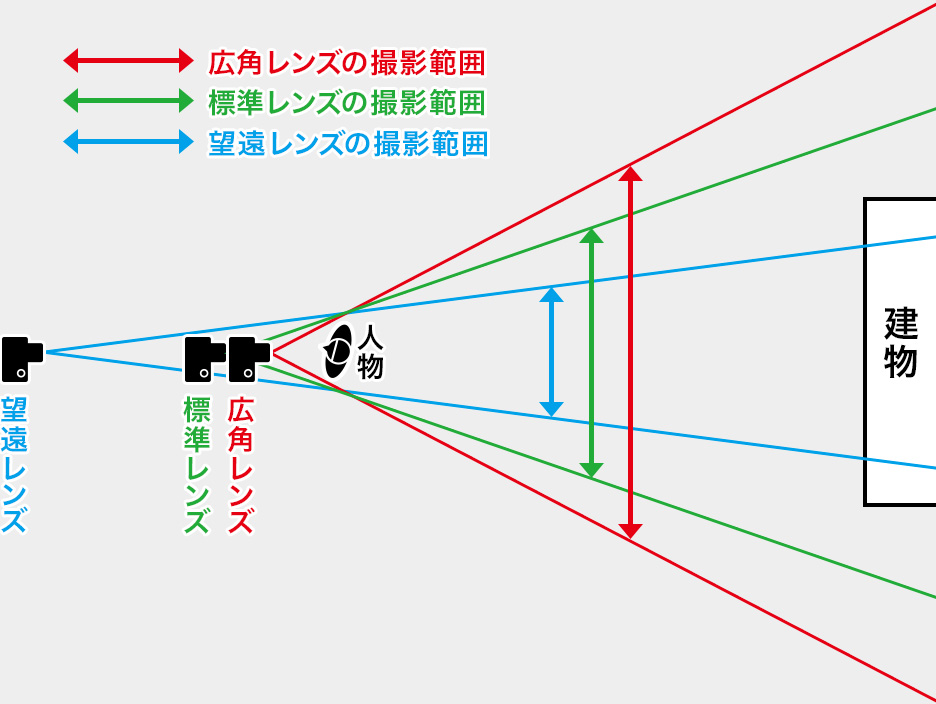 広角レンズの撮影範囲
標準レンズの撮影範囲
望遠レンズの撮影範囲
人物
建物
望遠レンズ
標準レンズ
広角レンズ